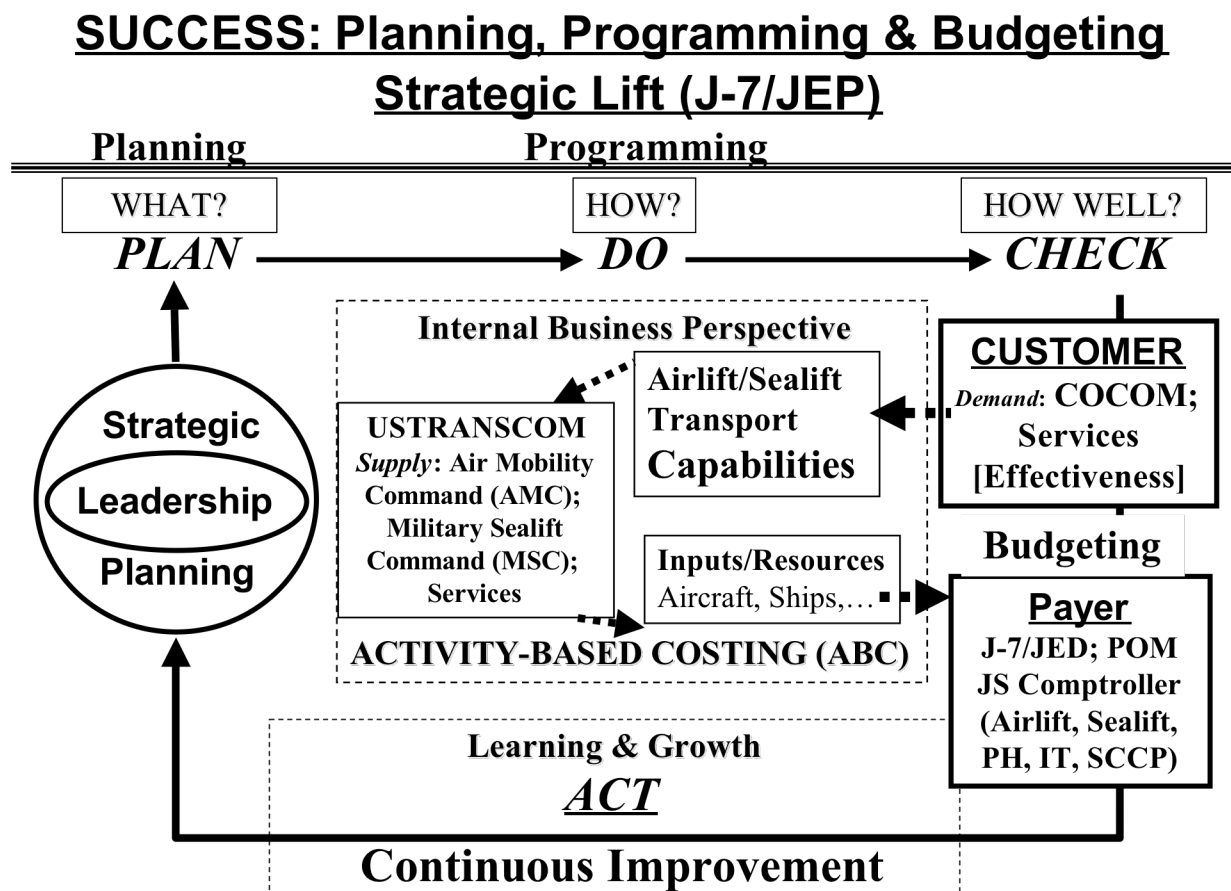 SUCCESS: Planning, Programming & Budgeting
Strategic Lift (J-7/JEP)
Planning
Programming
WHAT?
HOW?
HOW WELL?
PLAN
DO
CHECK
Strategic
Leadership
Planning
Internal Business Perspective
Airlift/Sealift
Transport
Capabilities
USTRANSCOM
Supply: Air Mobility
Command (AMC);
Military Sealift
Command (MSC);
Services
Inputs/Resources
Aircraft, Ships,…
ACTIVITY-BASED COSTING (ABC)
CUSTOMER
Demand: COCOM;
Services
[Effectiveness]
Budgeting
Payer
J-7/JED; POM
JS Comptroller
(Airlift, Sealift,
PH, IT, SCCP)
Learning & Growth
ACT
Continuous Improvement